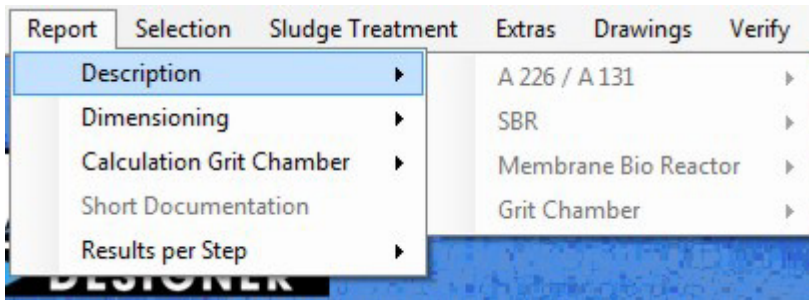 Report Selection Sludge Treatment Extras Drawings Verify
Description
Dimensioning
Calculation Grit Chamber
Short Documentation
Results per Step
A 226 / A 131
SBR
Membrane Bio Reactor
Grit Chamber
DESIGNER